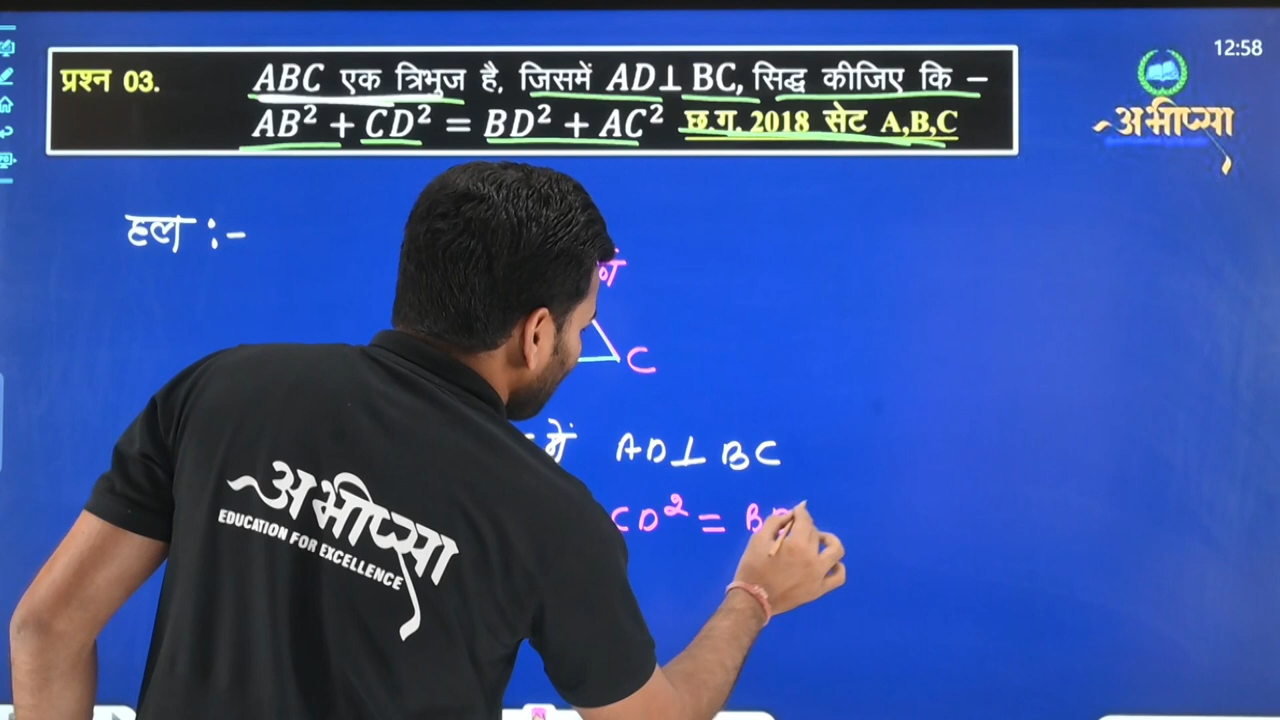 12:58
प्रश्न 03. ABC एक त्रिभुज है, जिसमें AD⊥ BC, सिद्ध कीजिए कि −
AB² + CD² = BD² + AC² छ.ग. 2018 सेट A,B,C
अभीप्सा
हल :-
C
में AD⊥ BC
CD² = BD
अभीप्सा
EDUCATION FOR EXCELLENCE